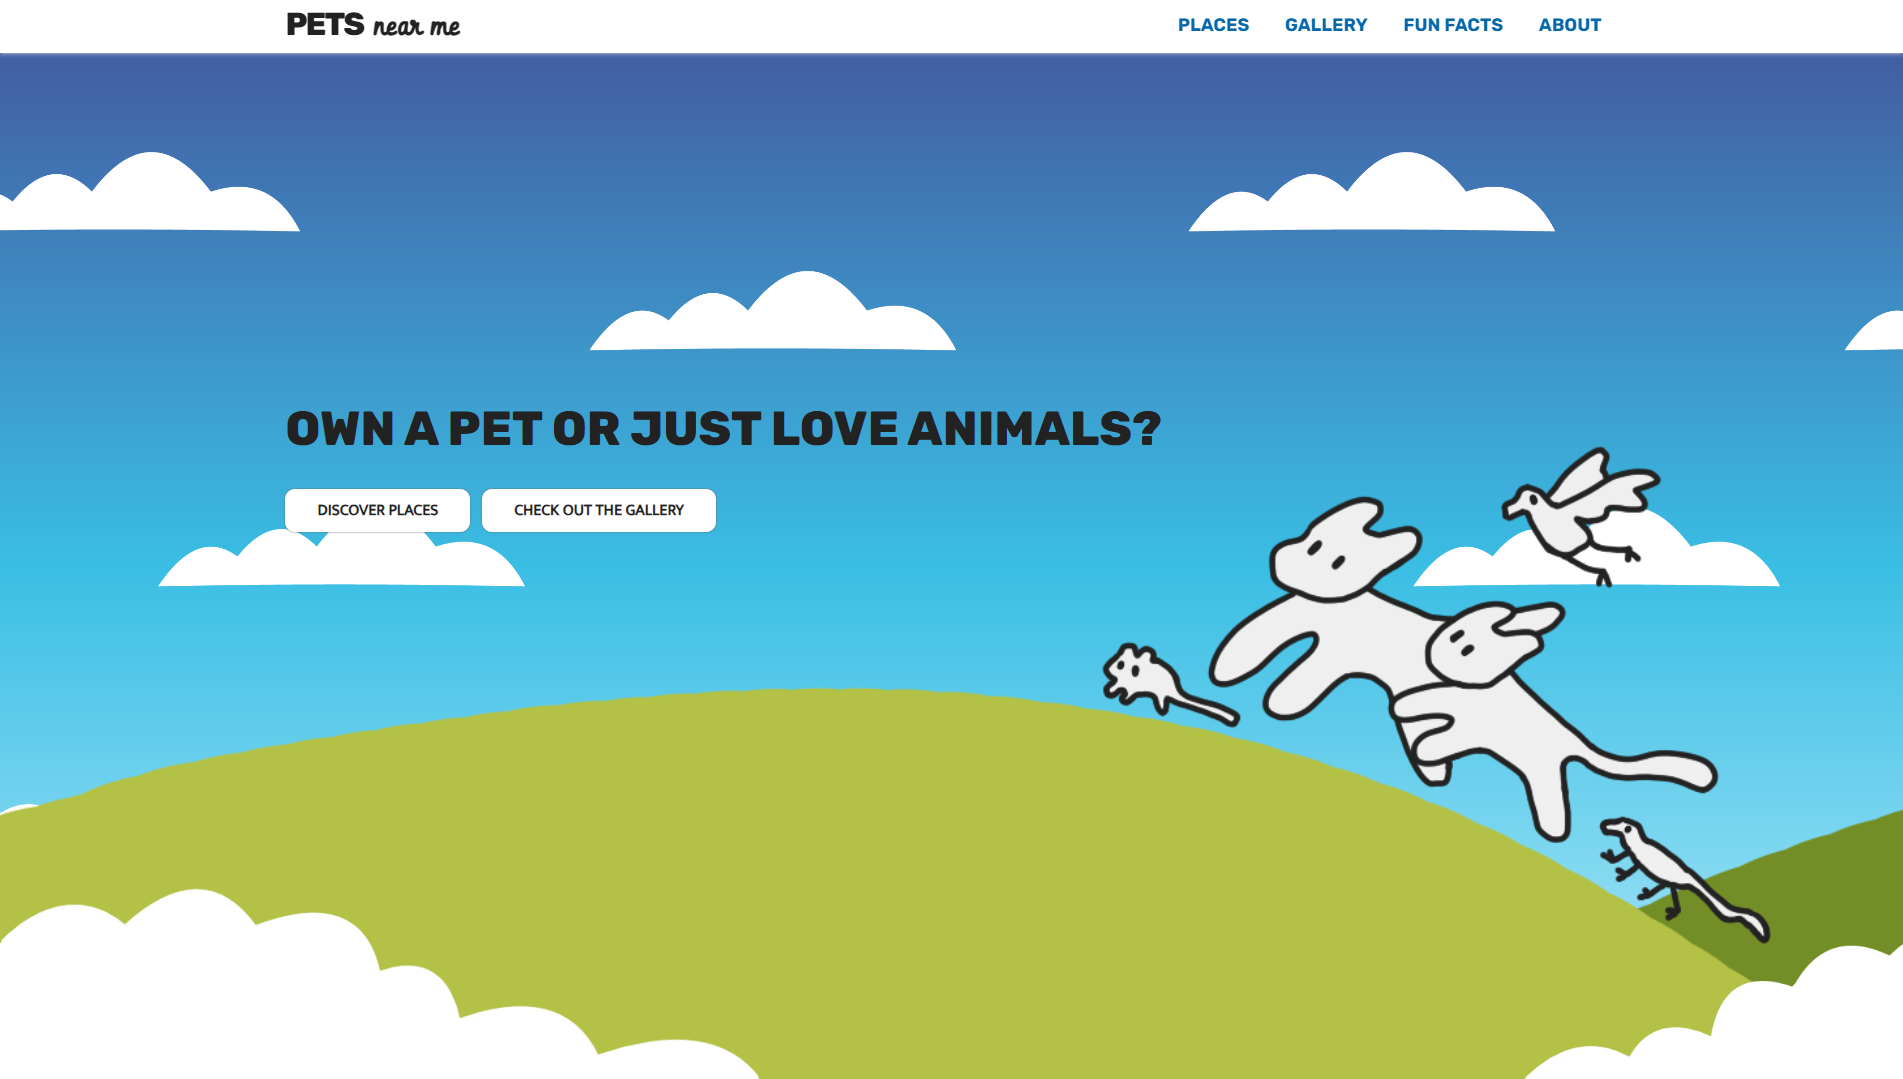 PETS near me
PLACES GALLERY FUN FACTS ABOUT
OWN A PET OR JUST LOVE ANIMALS?
DISCOVER PLACES CHECK OUT THE GALLERY